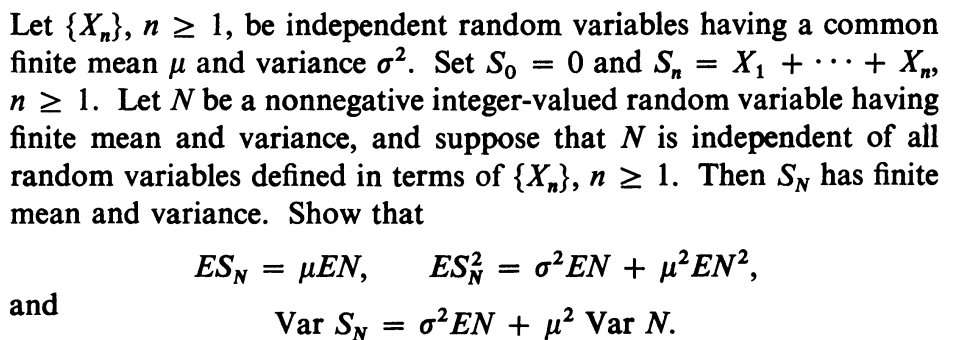 Let {Xₙ}, n ≥ 1, be independent random variables having a common
finite mean μ and variance σ². Set S₀ = 0 and Sₙ = X₁ + ⋯ + Xₙ,
n ≥ 1. Let N be a nonnegative integer-valued random variable having
finite mean and variance, and suppose that N is independent of all
random variables defined in terms of {Xₙ}, n ≥ 1. Then S_N has finite
mean and variance. Show that
ES_N = μEN, ES_N² = σ²EN + μ²EN²,
and
Var S_N = σ²EN + μ² Var N.